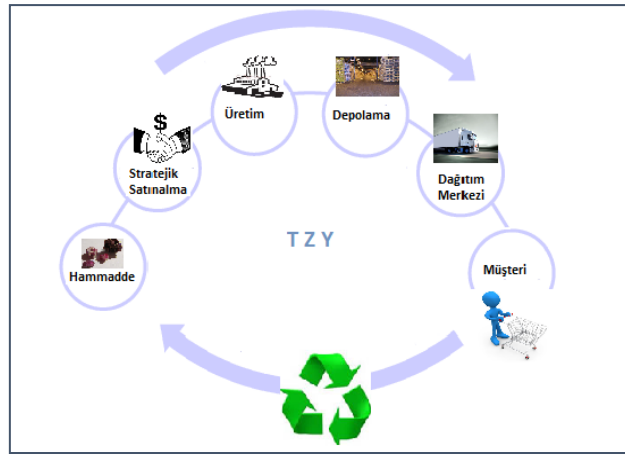 $
Üretim
Depolama
Stratejik
Satınalma
Dağıtım
Merkezi
T Z Y
Hammadde
Müşteri